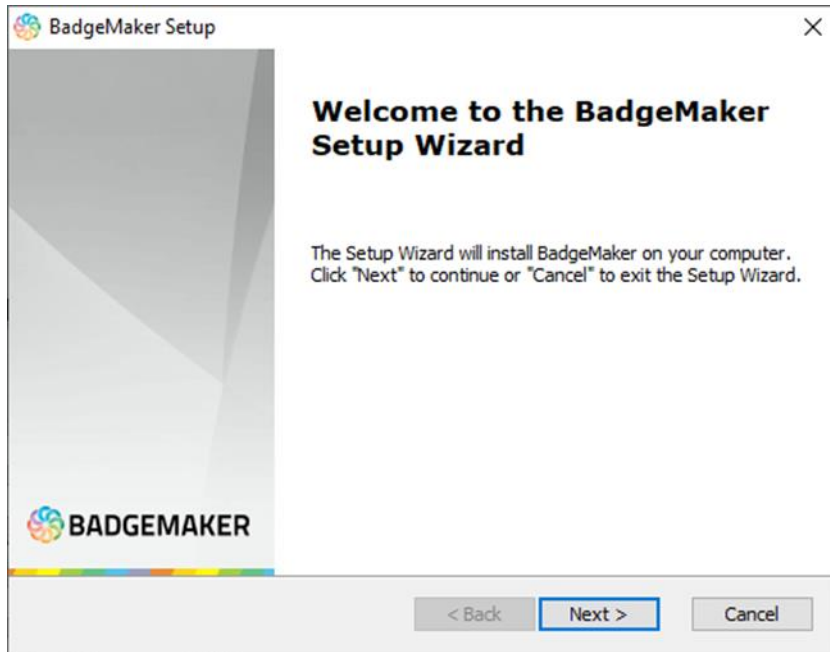 BadgeMaker Setup
Welcome to the BadgeMaker
Setup Wizard
The Setup Wizard will install BadgeMaker on your computer.
Click "Next" to continue or "Cancel" to exit the Setup Wizard.
BADGEMAKER
< Back Next > Cancel